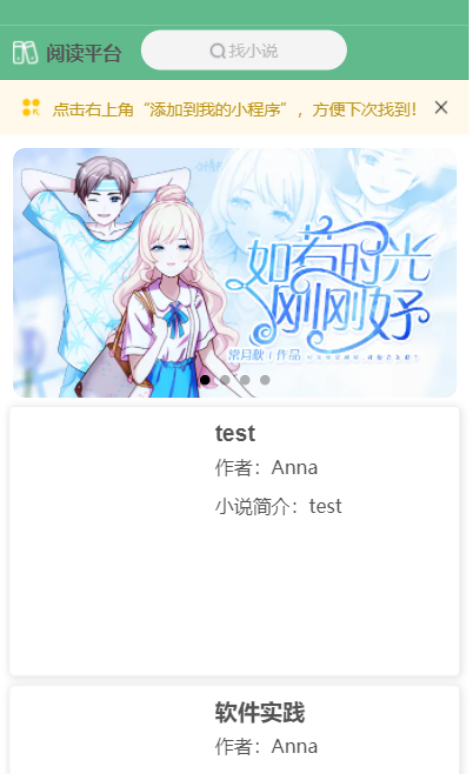 阅读平台
找小说
点击右上角“添加到我的小程序”，方便下次找到！
如若时光
刚刚好
常月秋 作品
test
作者：Anna
小说简介：test
软件实践
作者：Anna